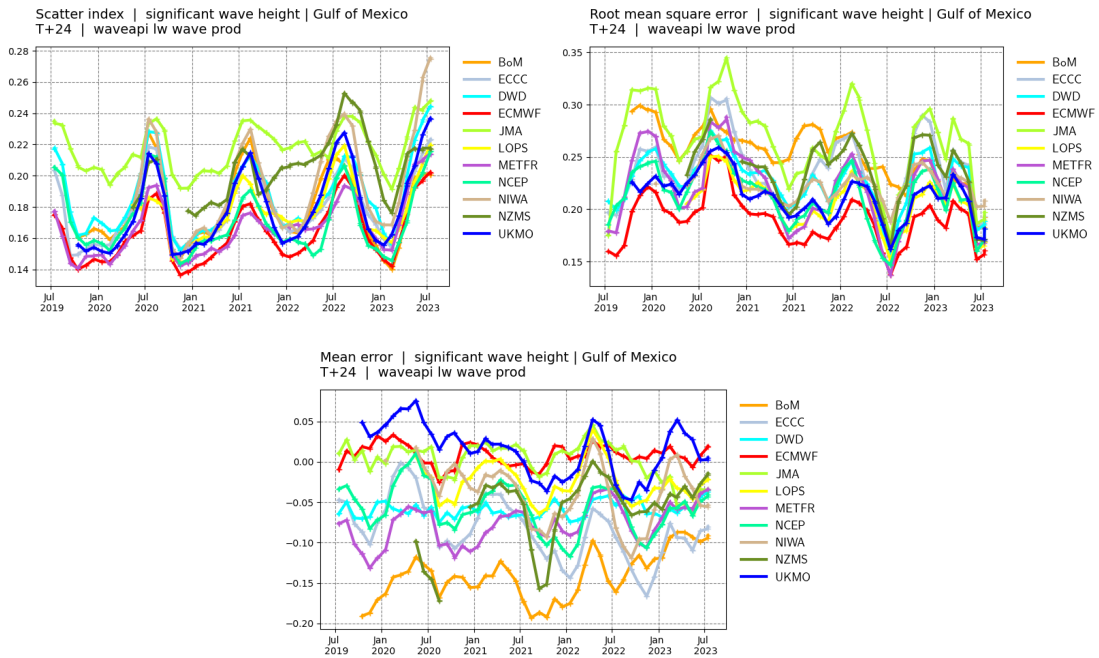 Scatter index | significant wave height | Gulf of Mexico
T+24 | waveapi lw wave prod
0.28
0.26
0.24
0.22
0.20
0.18
0.16
0.14
Jul 2019
Jan 2020
Jul 2020
Jan 2021
Jul 2021
Jan 2022
Jul 2022
Jan 2023
Jul 2023
BoM
ECCC
DWD
ECMWF
JMA
LOPS
METFR
NCEP
NIWA
NZMS
UKMO
Root mean square error | significant wave height | Gulf of Mexico
T+24 | waveapi lw wave prod
0.35
0.30
0.25
0.20
0.15
Jul 2019
Jan 2020
Jul 2020
Jan 2021
Jul 2021
Jan 2022
Jul 2022
Jan 2023
Jul 2023
BoM
ECCC
DWD
ECMWF
JMA
LOPS
METFR
NCEP
NIWA
NZMS
UKMO
Mean error | significant wave height | Gulf of Mexico
T+24 | waveapi lw wave prod
0.05
0.00
−0.05
−0.10
−0.15
−0.20
Jul 2019
Jan 2020
Jul 2020
Jan 2021
Jul 2021
Jan 2022
Jul 2022
Jan 2023
Jul 2023
BoM
ECCC
DWD
ECMWF
JMA
LOPS
METFR
NCEP
NIWA
NZMS
UKMO